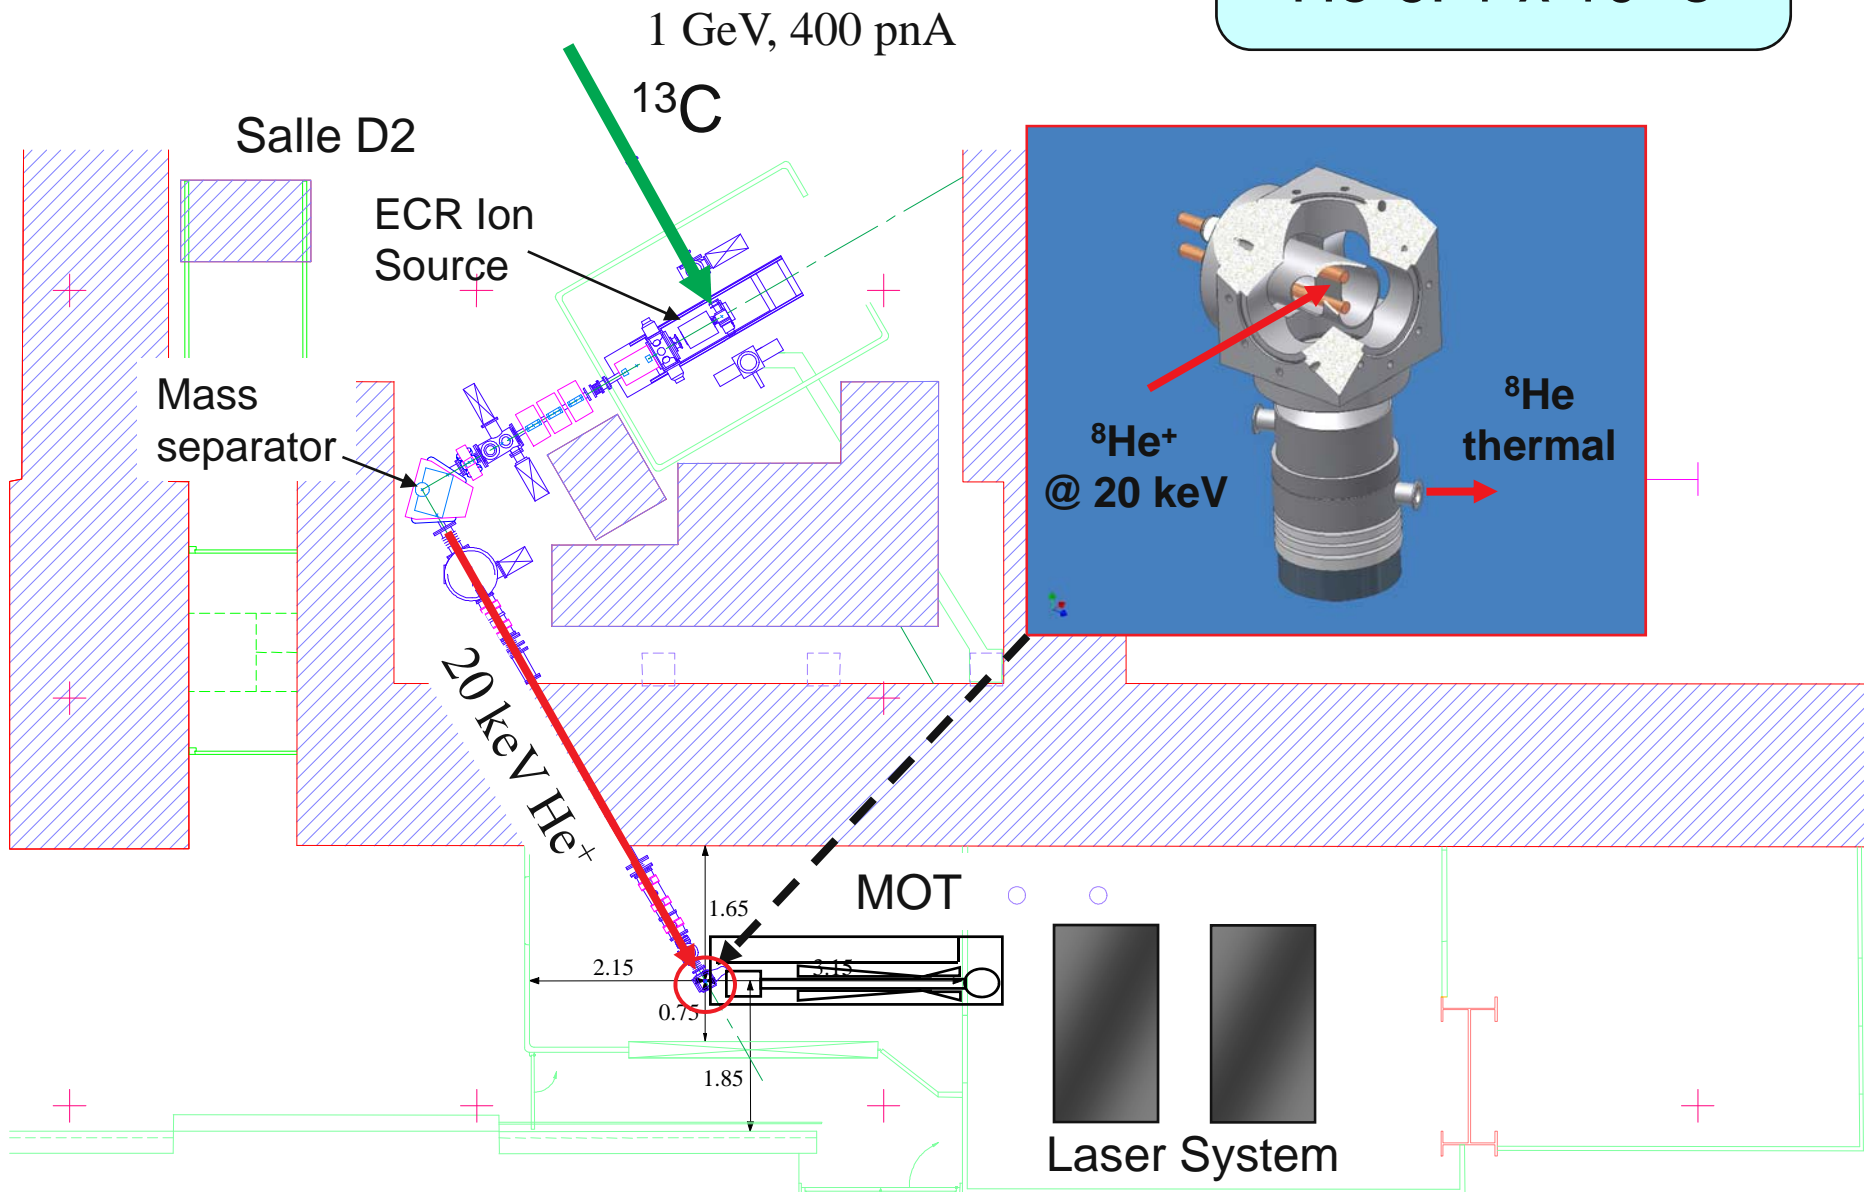 1 GeV, 400 pnA
¹³C
Salle D2
ECR Ion
Source
Mass
separator
⁸He⁺
@ 20 keV
⁸He
thermal
20 keV He⁺
MOT
1.65
2.15
3.15
0.75
1.85
Laser System